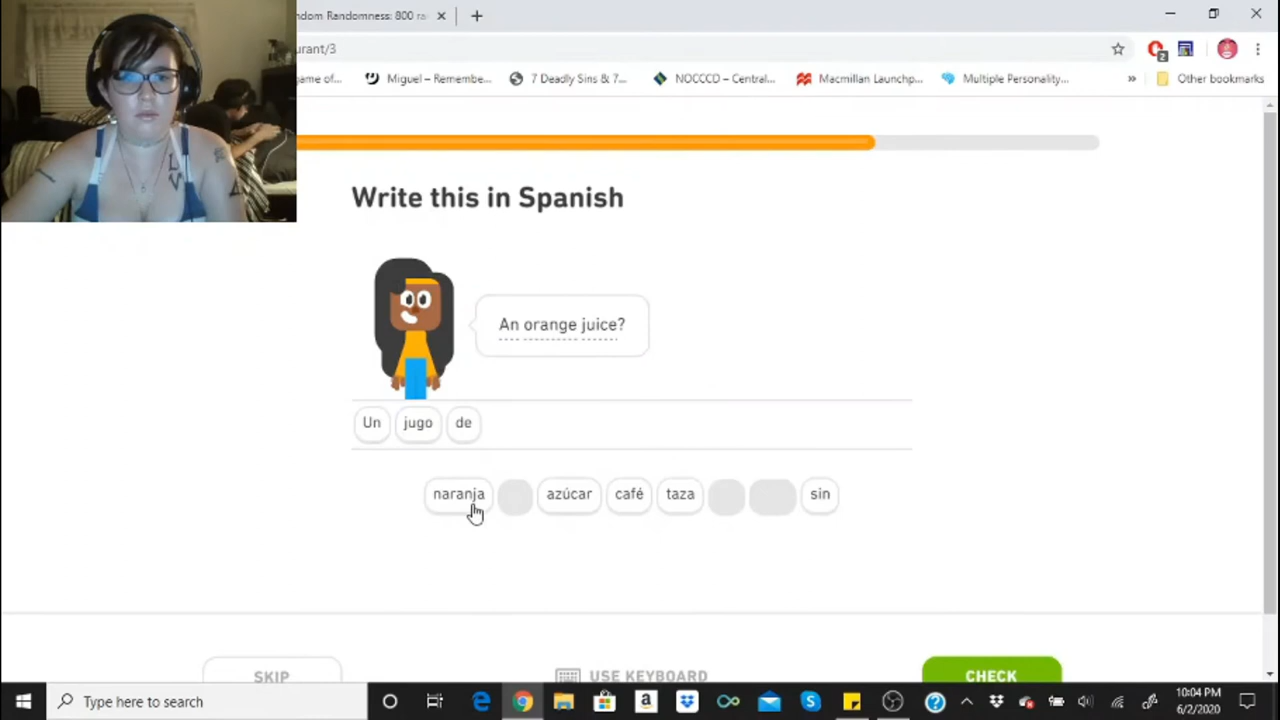 ndom Randomness: 800 ra
urant/3
game of...
Miguel – Remembe...
7 Deadly Sins & 7...
NOCCCD – Central...
Macmillan Launchp...
Multiple Personality...
»
Other bookmarks
2
Write this in Spanish
An orange juice?
Un jugo de
naranja azúcar café taza sin
SKIP
USE KEYBOARD
CHECK
Type here to search
10:04 PM
6/2/2020
L
V